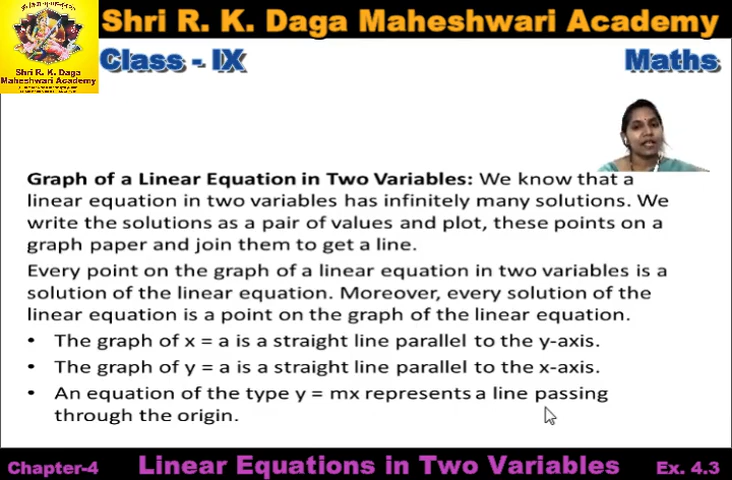 Shri R. K. Daga Maheshwari Academy
Shri R. K. Daga
Maheshwari Academy
Class - IX
Maths
Graph of a Linear Equation in Two Variables: We know that a
linear equation in two variables has infinitely many solutions. We
write the solutions as a pair of values and plot, these points on a
graph paper and join them to get a line.
Every point on the graph of a linear equation in two variables is a
solution of the linear equation. Moreover, every solution of the
linear equation is a point on the graph of the linear equation.
• The graph of x = a is a straight line parallel to the y-axis.
• The graph of y = a is a straight line parallel to the x-axis.
• An equation of the type y = mx represents a line passing
through the origin.
Chapter-4 Linear Equations in Two Variables Ex. 4.3